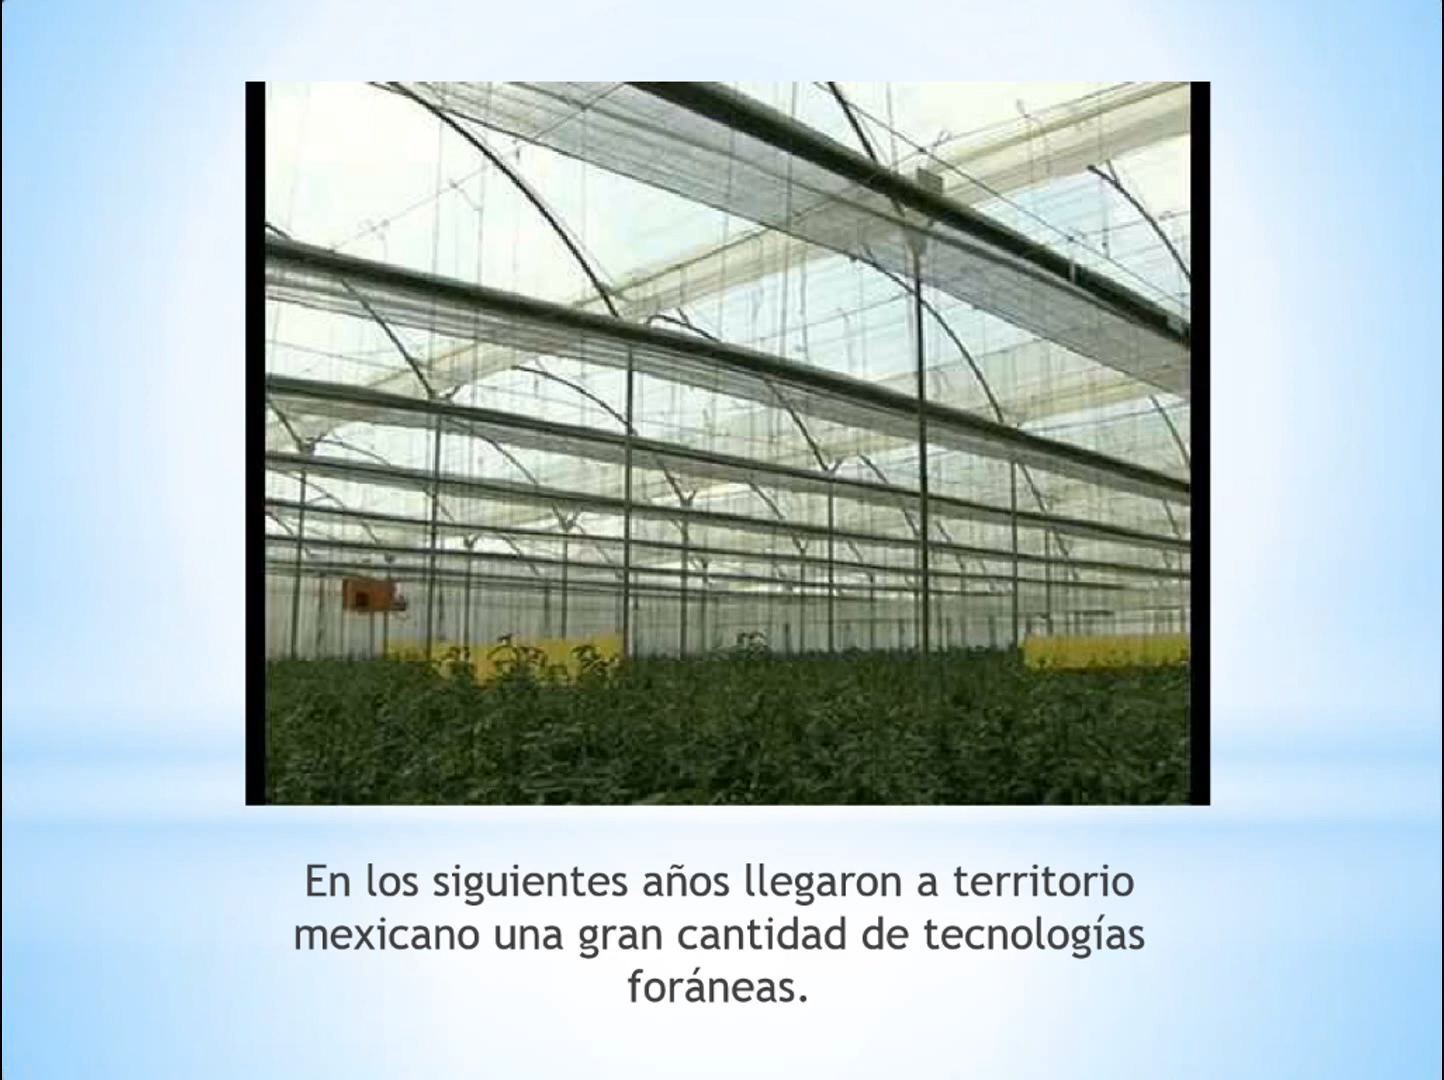 En los siguientes años llegaron a territorio
mexicano una gran cantidad de tecnologías
foráneas.